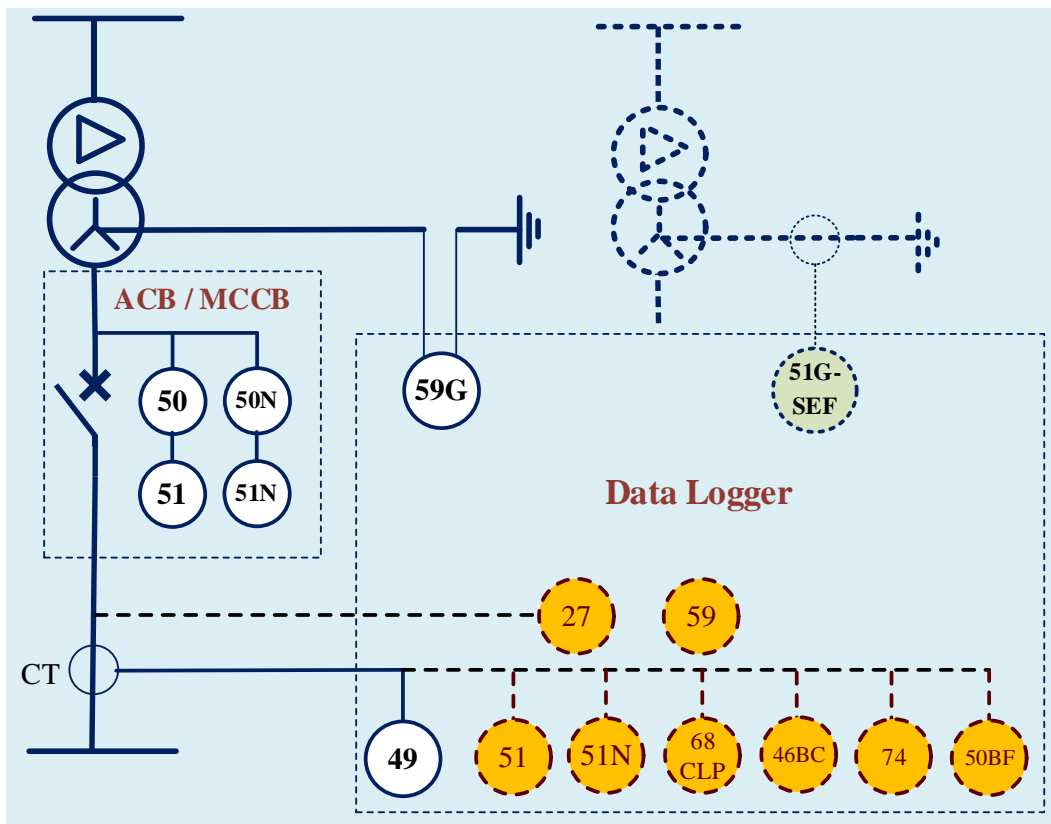 ACB / MCCB
50
50N
51
51N
59G
51G-
SEF
Data Logger
27
59
CT
49
51
51N
68
CLP
46BC
74
50BF